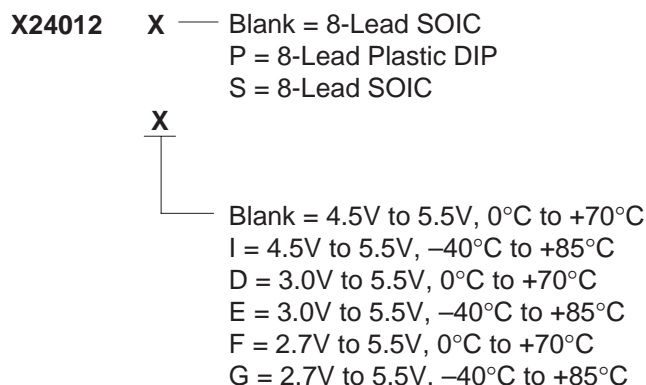 X24012 X Blank = 8-Lead SOIC
P = 8-Lead Plastic DIP
S = 8-Lead SOIC
X
Blank = 4.5V to 5.5V, 0°C to +70°C
I = 4.5V to 5.5V, –40°C to +85°C
D = 3.0V to 5.5V, 0°C to +70°C
E = 3.0V to 5.5V, –40°C to +85°C
F = 2.7V to 5.5V, 0°C to +70°C
G = 2.7V to 5.5V, –40°C to +85°C